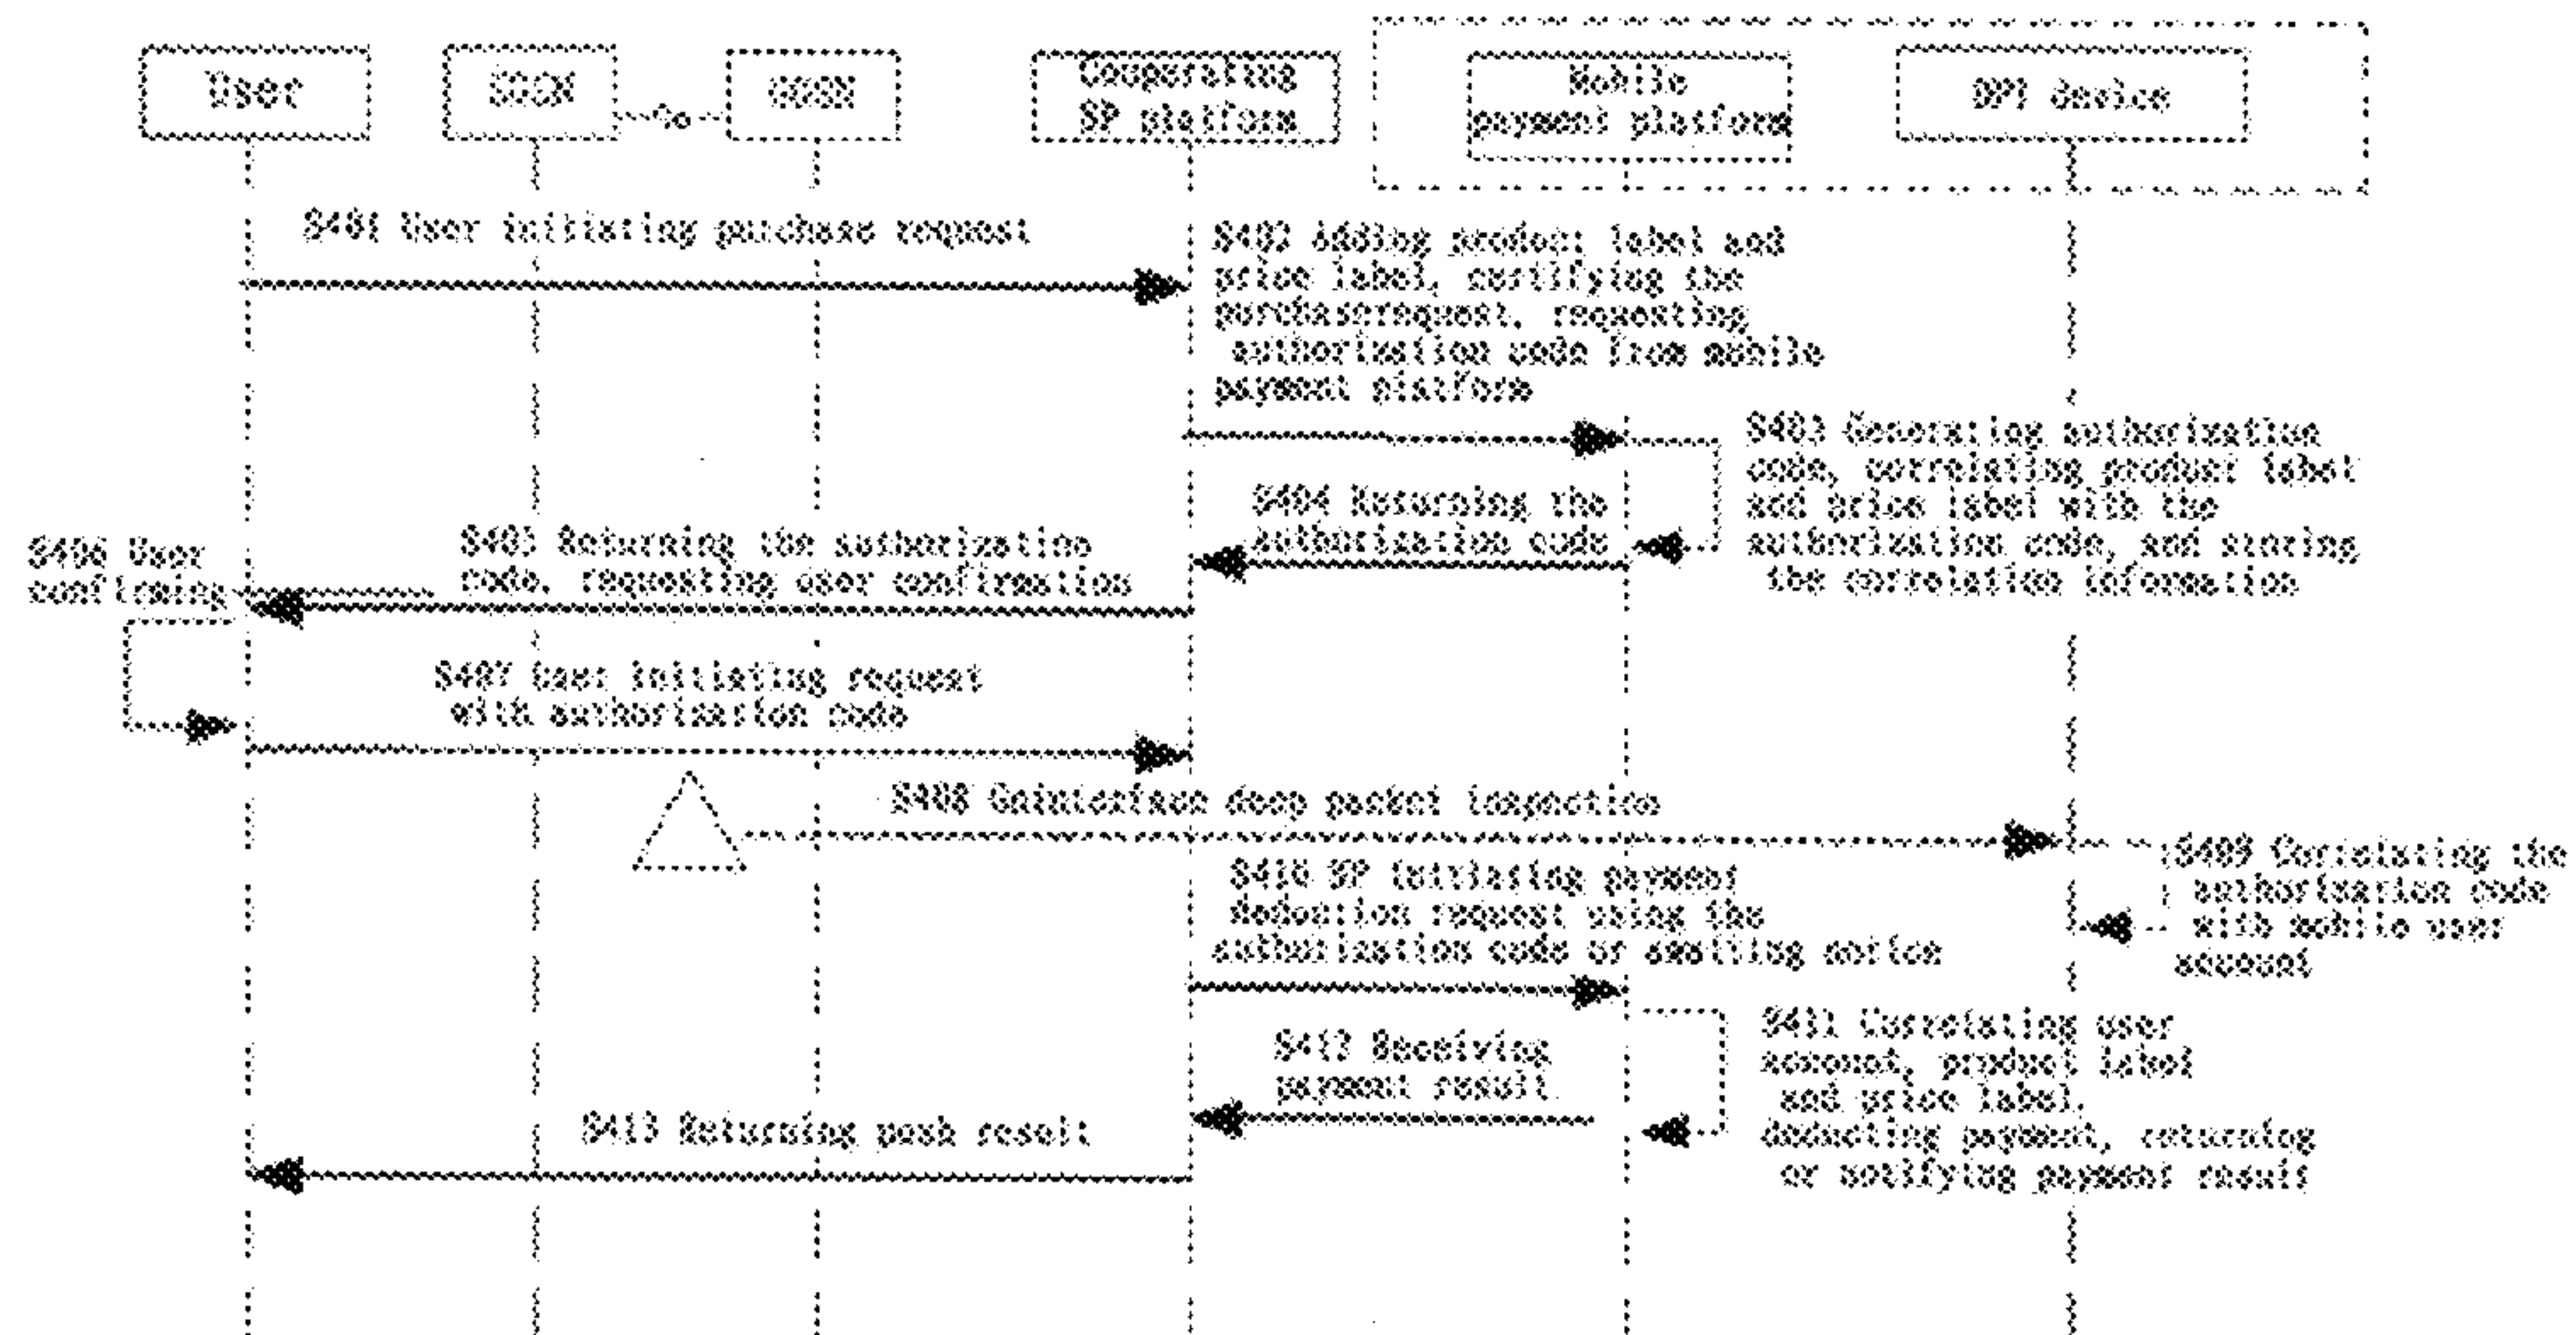 User
SGSN
Gn
GGSN
Cooperating
SP platform
Mobile
payment platform
DPI device
S401 User initiating purchase request
S402 Adding product label and
price label, certifying the
purchaserequest, requesting
authorization code from mobile
payment platform
S403 Generating authorization
code, correlating product label
and price label with the
authorization code, and storing
the correlation information
S404 Returning the
authorization code
S405 Returning the authorization
code, requesting user confirmation
S406 User
confirming
S407 User initiating request
with authorization code
S408 Gninterface deep packet inspection
S409 Correlating the
authorization code
with mobile user
account
S410 SP initiating payment
deduction request using the
authorization code or awaiting notice
S411 Correlating user
account, product label
and price label,
deducting payment, returning
or notifying payment result
S412 Receiving
payment result
S413 Returning push result